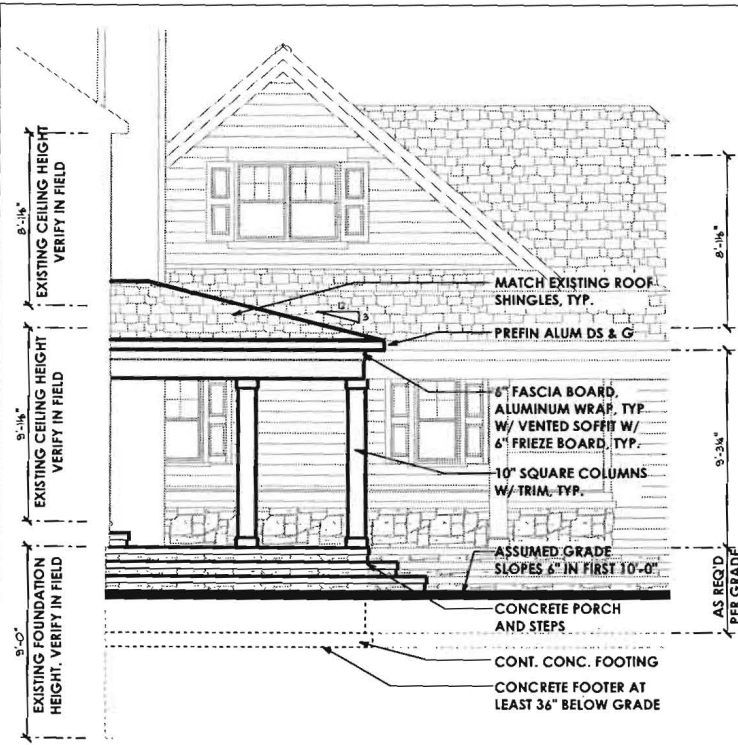 8'-1⅛"
EXISTING CEILING HEIGHT
VERIFY IN FIELD
9'-1⅛"
EXISTING CEILING HEIGHT
VERIFY IN FIELD
9'-0"
EXISTING FOUNDATION
HEIGHT, VERIFY IN FIELD
12
3
MATCH EXISTING ROOF
SHINGLES, TYP.
PREFIN ALUM DS & G
6" FASCIA BOARD,
ALUMINUM WRAP, TYP
W/ VENTED SOFFIT W/
6" FRIEZE BOARD, TYP.
10" SQUARE COLUMNS
W/ TRIM, TYP.
ASSUMED GRADE
SLOPES 6" IN FIRST 10'-0"
CONCRETE PORCH
AND STEPS
CONT. CONC. FOOTING
CONCRETE FOOTER AT
LEAST 36" BELOW GRADE
8'-1⅛"
9'-3¼"
AS REQ'D
PER GRADE